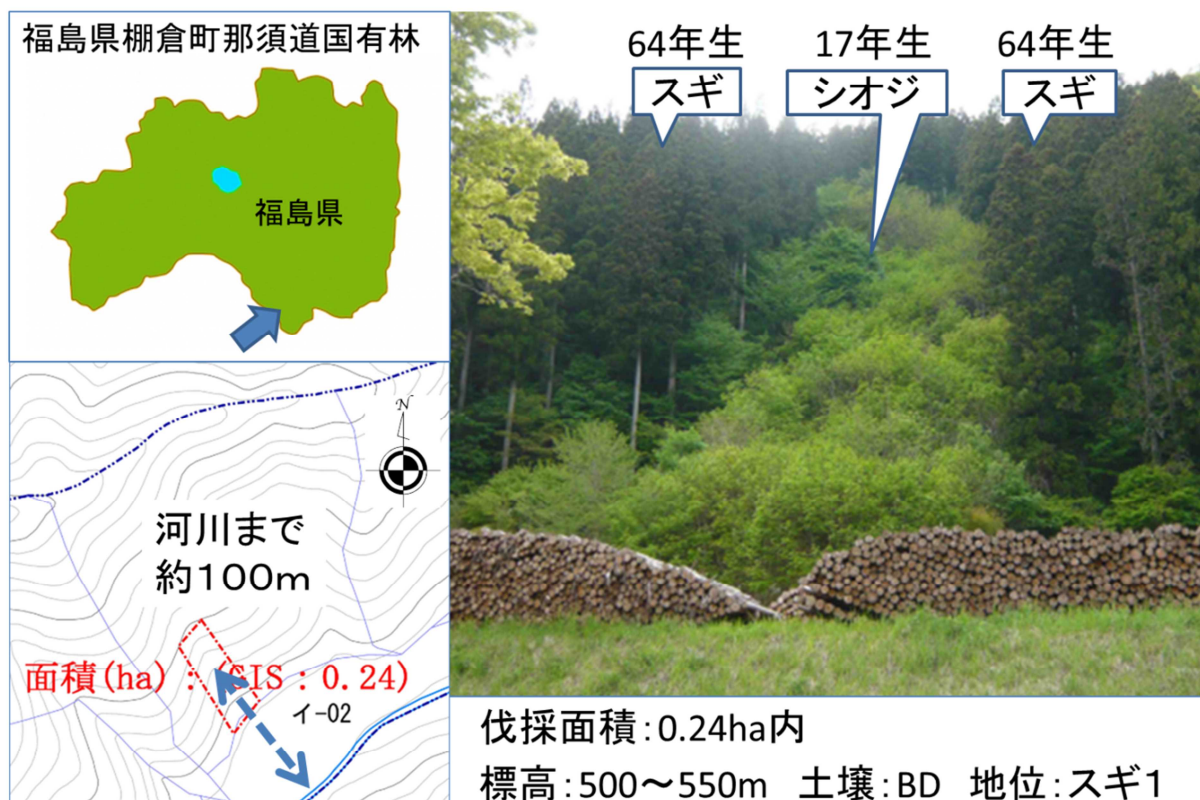 福島県棚倉町那須道国有林
福島県
64年生
17年生
64年生
スギ
シオジ
スギ
N
河川まで
約100m
面積(ha):(GIS:0.24)
イ-02
伐採面積:0.24ha内
標高:500～550m 土壌:BD 地位:スギ1